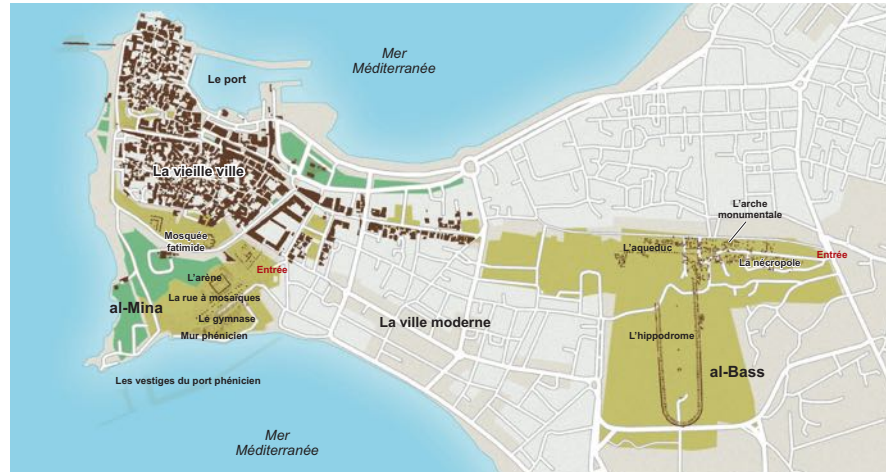 Mer
Méditerranée
Le port
La vieille ville
L'arche
monumentale
Mosquée
fatimide
L'aqueduc
Entrée
La nécropole
Entrée
L'arène
al-Mina
La rue à mosaïques
Le gymnase
La ville moderne
Mur phénicien
L'hippodrome
al-Bass
Les vestiges du port phénicien
Mer
Méditerranée